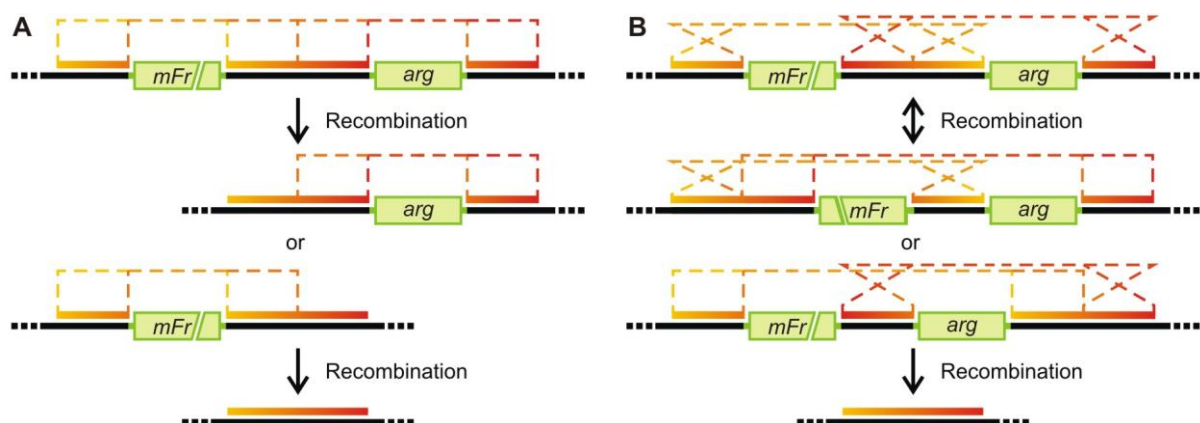 A
mFr
arg
Recombination
arg
or
mFr
Recombination
B
mFr
arg
Recombination
mFr
arg
or
mFr
arg
Recombination